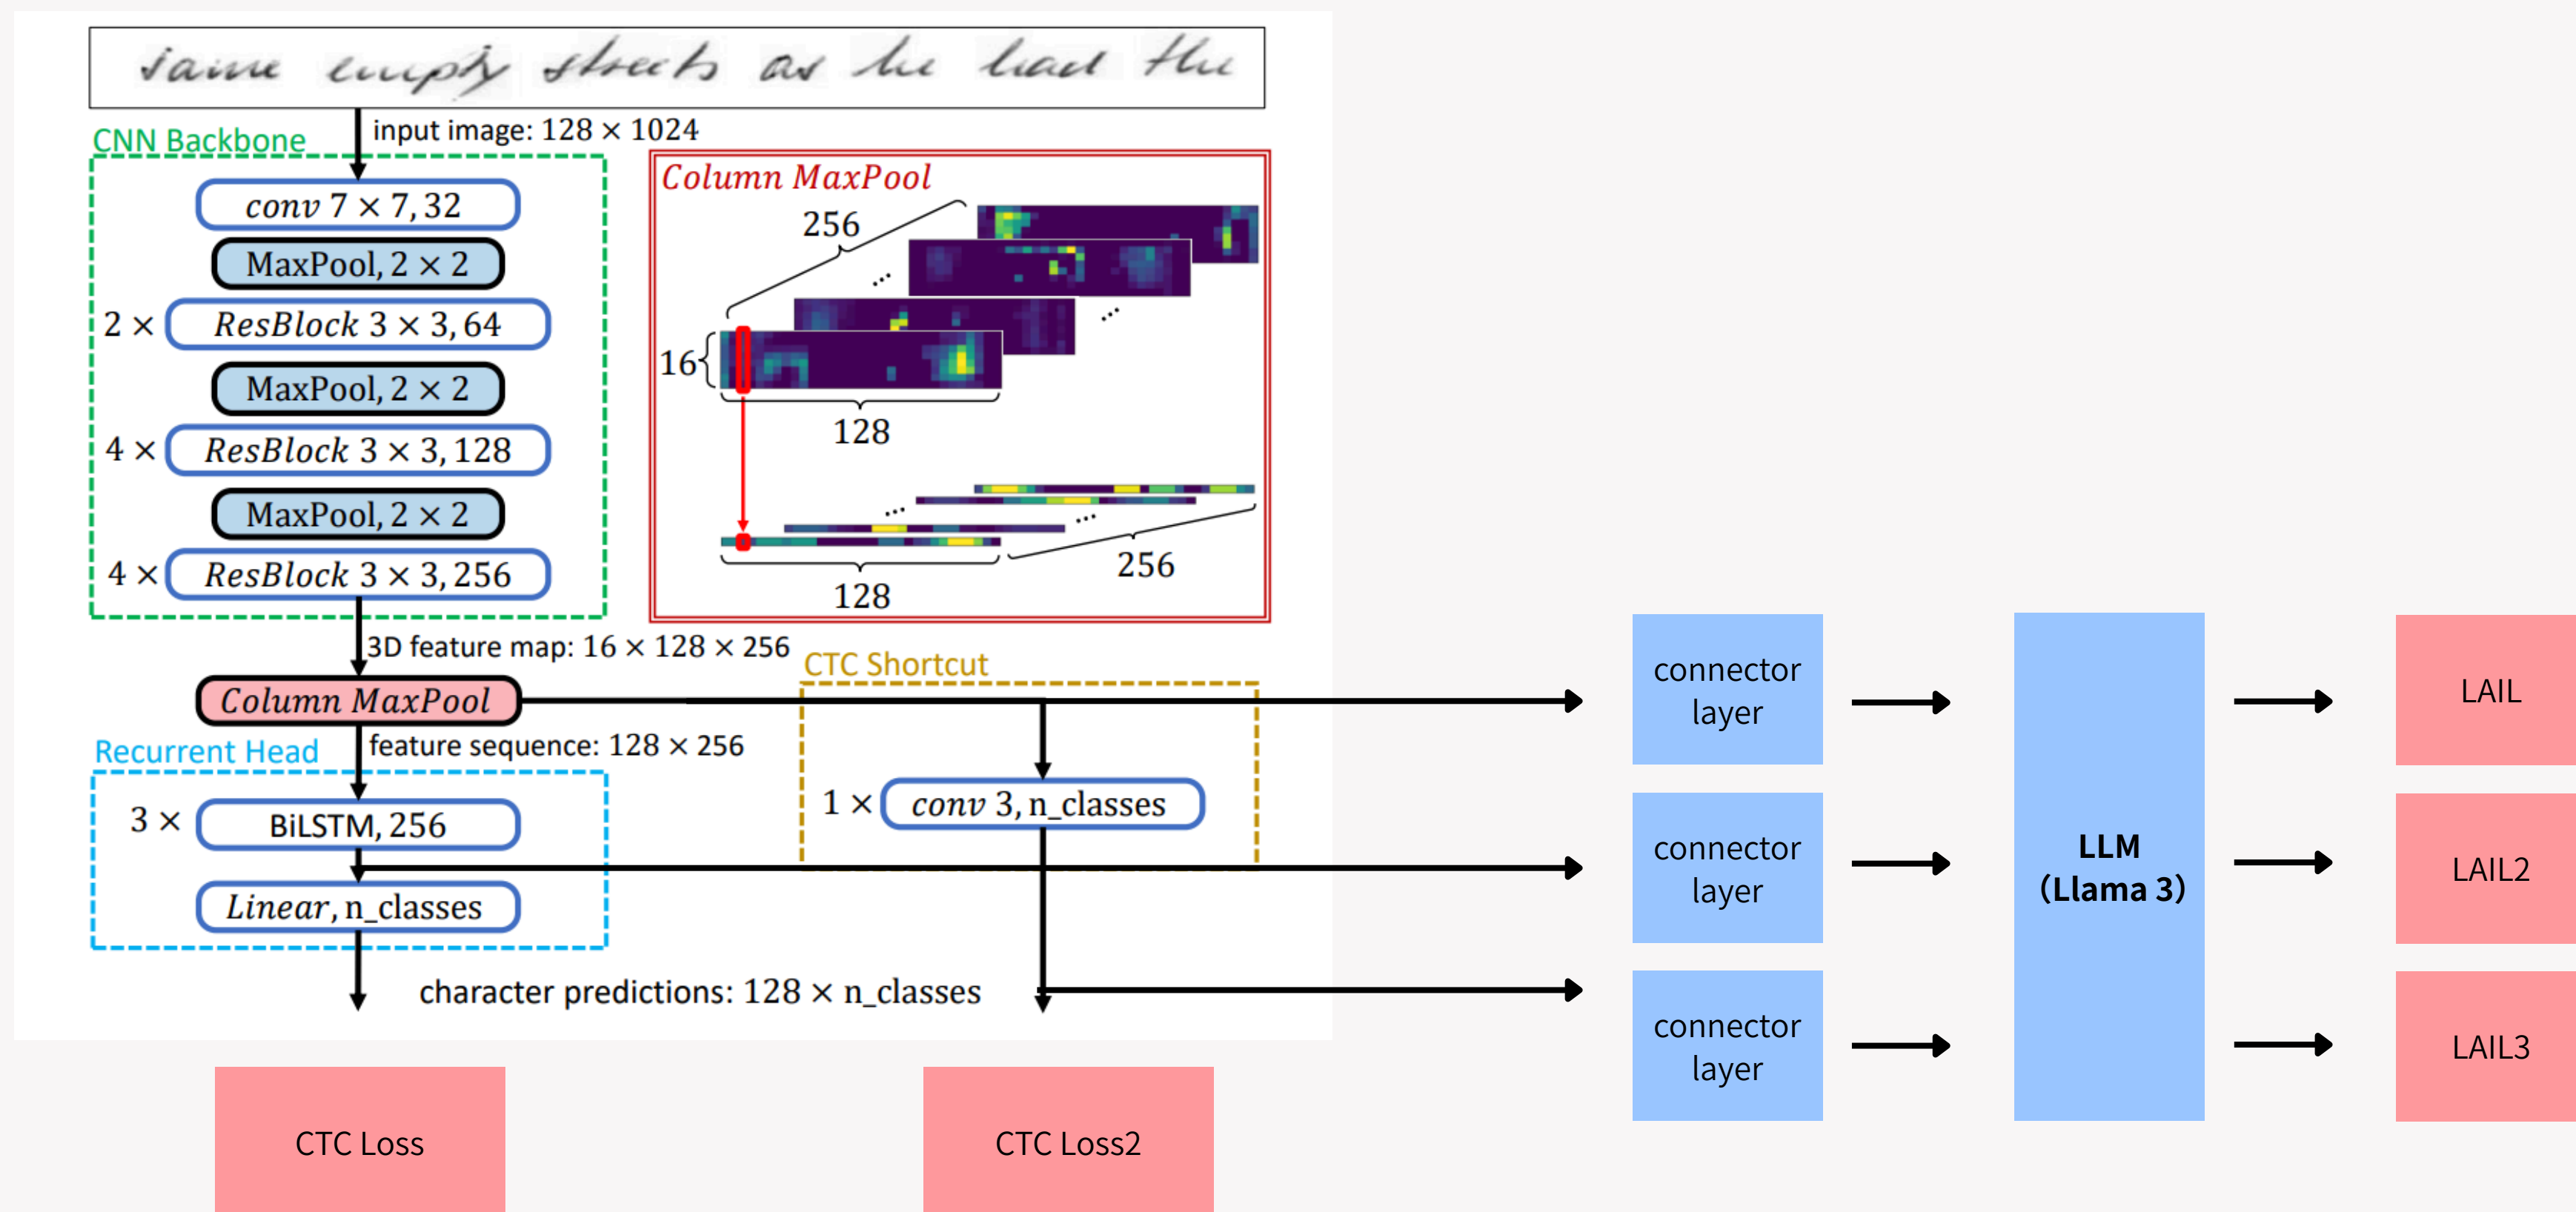 same empty streets as he had the
input image: 128 × 1024
CNN Backbone
conv 7 × 7, 32
MaxPool, 2 × 2
2 × ResBlock 3 × 3, 64
MaxPool, 2 × 2
4 × ResBlock 3 × 3, 128
MaxPool, 2 × 2
4 × ResBlock 3 × 3, 256
Column MaxPool
256
16
128
256
128
3D feature map: 16 × 128 × 256
Column MaxPool
feature sequence: 128 × 256
Recurrent Head
3 × BiLSTM, 256
Linear, n_classes
CTC Shortcut
1 × conv 3, n_classes
character predictions: 128 × n_classes
CTC Loss
CTC Loss2
connector
layer
connector
layer
connector
layer
LLM
(Llama 3)
LAIL
LAIL2
LAIL3